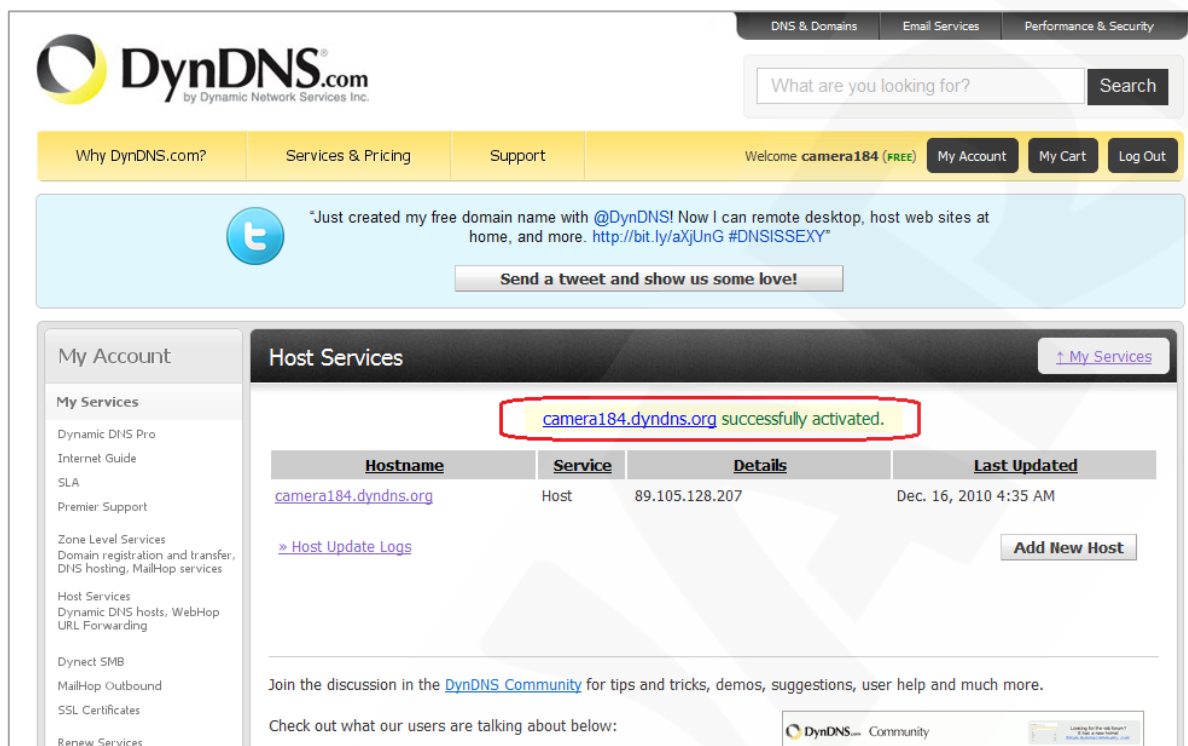 DNS & Domains Email Services Performance & Security
DynDNS.com
by Dynamic Network Services Inc.
What are you looking for? Search
Why DynDNS.com? Services & Pricing Support Welcome camera184 (FREE) My Account My Cart Log Out
"Just created my free domain name with @DynDNS! Now I can remote desktop, host web sites at
home, and more. http://bit.ly/aXjUnG #DNSISSEXY"
Send a tweet and show us some love!
My Account
My Services
Dynamic DNS Pro
Internet Guide
SLA
Premier Support
Zone Level Services
Domain registration and transfer,
DNS hosting, MailHop services
Host Services
Dynamic DNS hosts, WebHop
URL Forwarding
Dynect SMB
MailHop Outbound
SSL Certificates
Renew Services
Host Services ↑ My Services
camera184.dyndns.org successfully activated.
Hostname Service Details Last Updated
camera184.dyndns.org Host 89.105.128.207 Dec. 16, 2010 4:35 AM
» Host Update Logs Add New Host
Join the discussion in the DynDNS Community for tips and tricks, demos, suggestions, user help and much more.
Check out what our users are talking about below:
DynDNS.com Community